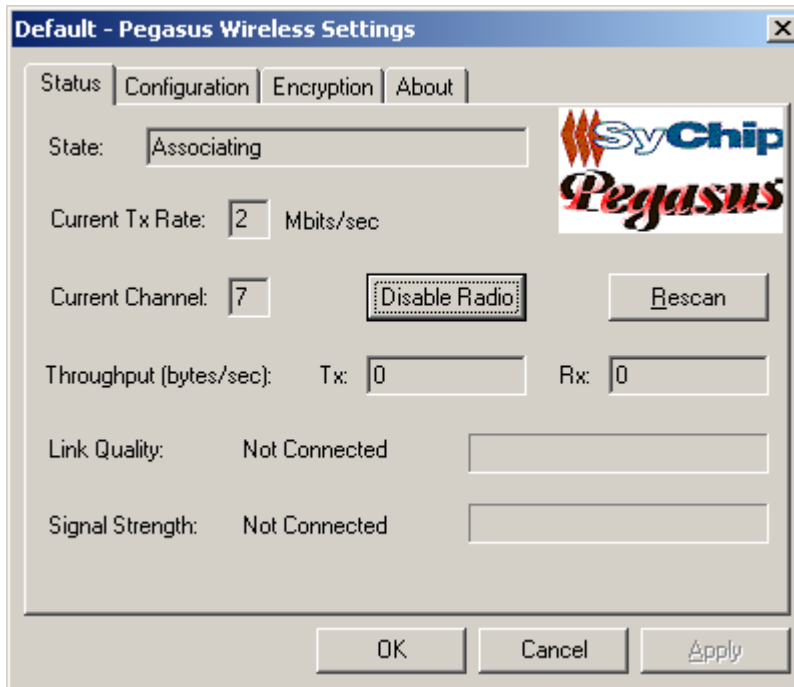 Default - Pegasus Wireless Settings
Status Configuration Encryption About
State: Associating
SyChip
Pegasus
Current Tx Rate: 2 Mbits/sec
Current Channel: 7 Disable Radio Rescan
Throughput (bytes/sec): Tx: 0 Rx: 0
Link Quality: Not Connected
Signal Strength: Not Connected
OK Cancel Apply